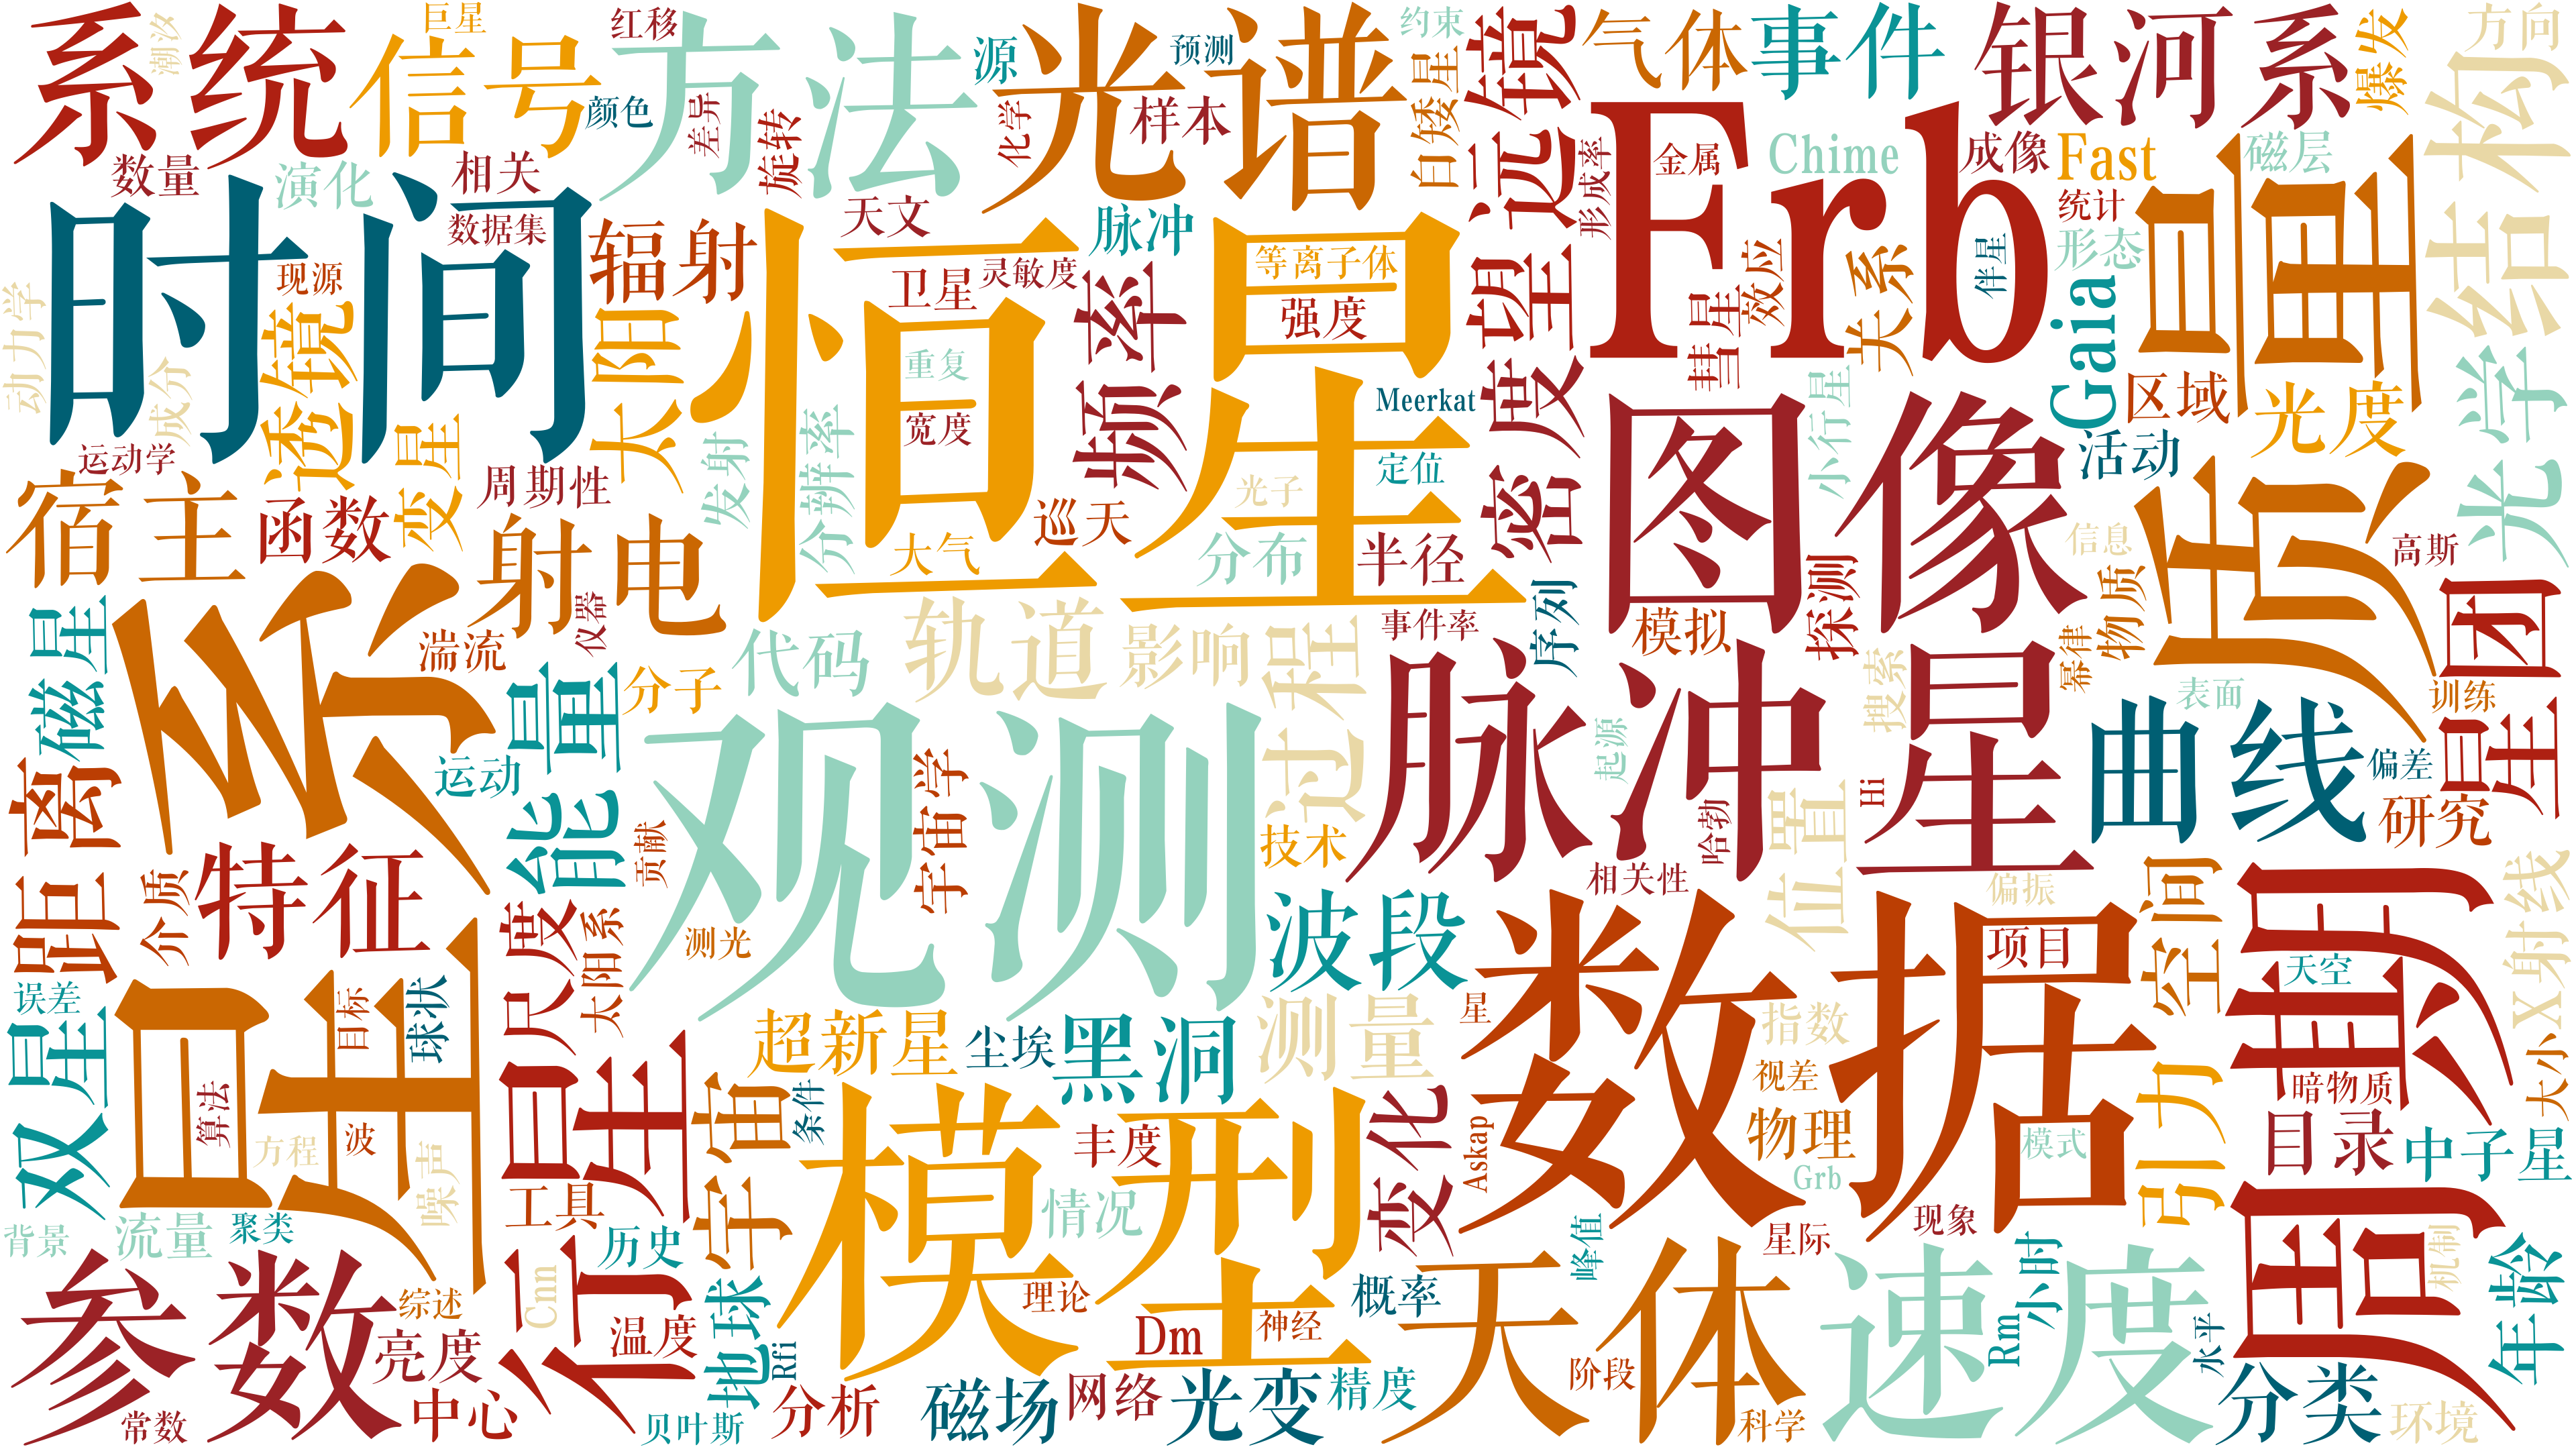 系统
潮汐
巨星
信号
红移
颜色
方法
差异
源
光谱
预测
化学
样本
约束
白矮星
望远镜
气体
事件
银河系
爆发
方向
结构
数量
演化
相关
数据集
旋转
天文
脉冲
形成率
金属
Frb
Chime
成像
Fast
统计
磁层
质量
时间
现源
透镜
辐射
太阳
恒星
卫星
灵敏度
频率
等离子体
强度
密度
彗星
效应
关系
伴星
形态
Gaia
区域
光度
光学
动力学
成分
运动学
变星
周期性
发射
分辨率
重复
宽度
Meerkat
定位
光子
图像
小行星
活动
宿主
函数
射电
仪器
大气
巡天
分布
半径
序列
事件率
模拟
探测
信息
物质
幂律
高斯
星团
磁星
星系
湍流
能量
分子
代码
轨道
影响
过程
脉冲星
搜索
表面
训练
曲线
偏差
研究
距离
运动
观测
宇宙学
贡献
技术
起源
哈勃
Hi
相关性
位置
偏振
特征
介质
行星尺度
太阳系
测光
波段
数据
项目
空间
周期
天空
X射线
误差
双星
目标
球状
算法
方程
波
噪声
超新星
尘埃
黑洞
测量
星
指数
视差
物理
模式
Grb
引力
暗物质
目录
大小
中子星
宇宙
条件
模型
丰度
情况
变化
Askap
背景
流量
聚类
工具
历史
参数
综述
Cnn
亮度
温度
地球
Rfi
理论
Dm
神经
概率
天体
峰值
星际
现象
速度
Rm
小时
水平
机制
年龄
常数
中心
贝叶斯
分析
磁场
网络
光变
精度
阶段
科学
分类
环境